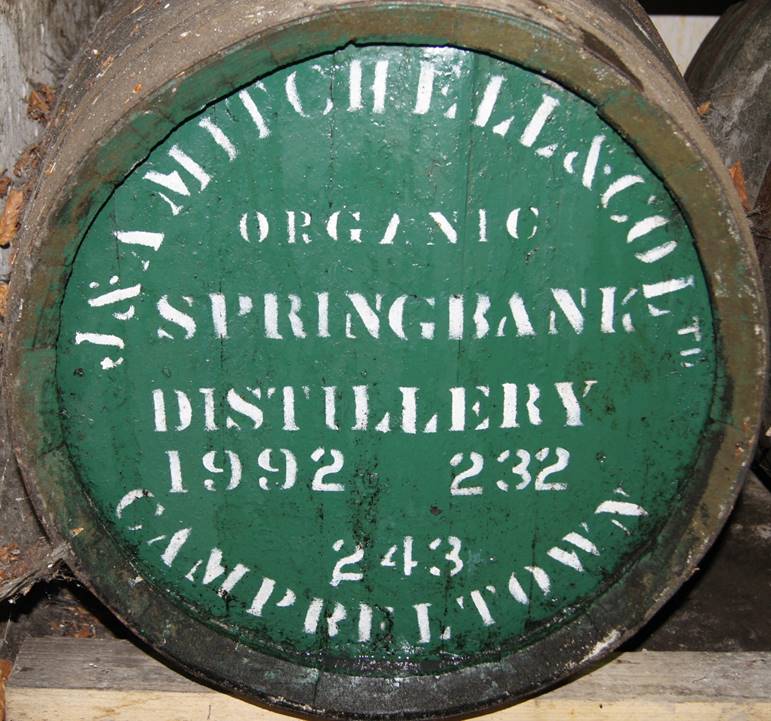 J & A MITCHELL & CO LTD
ORGANIC
SPRINGBANK
DISTILLERY
1992 232
243
CAMPBELTOWN